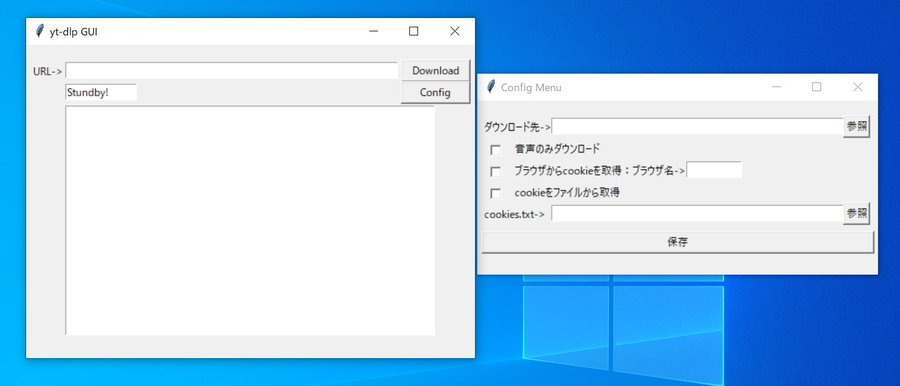 yt-dlp GUI
URL->
Download
Stundby!
Config
Config Menu
ダウンロード先->
参照
音声のみダウンロード
ブラウザからcookieを取得：ブラウザ名->
cookieをファイルから取得
cookies.txt->
参照
保存